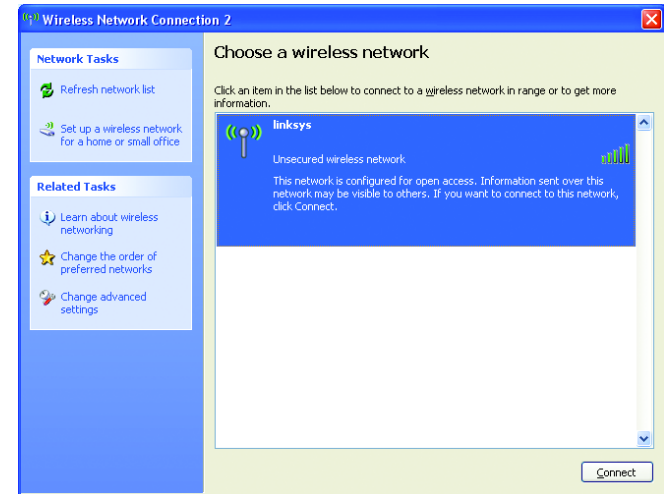 Wireless Network Connection 2
Network Tasks
Refresh network list
Set up a wireless network
for a home or small office
Related Tasks
Learn about wireless
networking
Change the order of
preferred networks
Change advanced
settings
Choose a wireless network
Click an item in the list below to connect to a wireless network in range or to get more
information.
linksys
Unsecured wireless network
This network is configured for open access. Information sent over this
network may be visible to others. If you want to connect to this network,
click Connect.
Connect